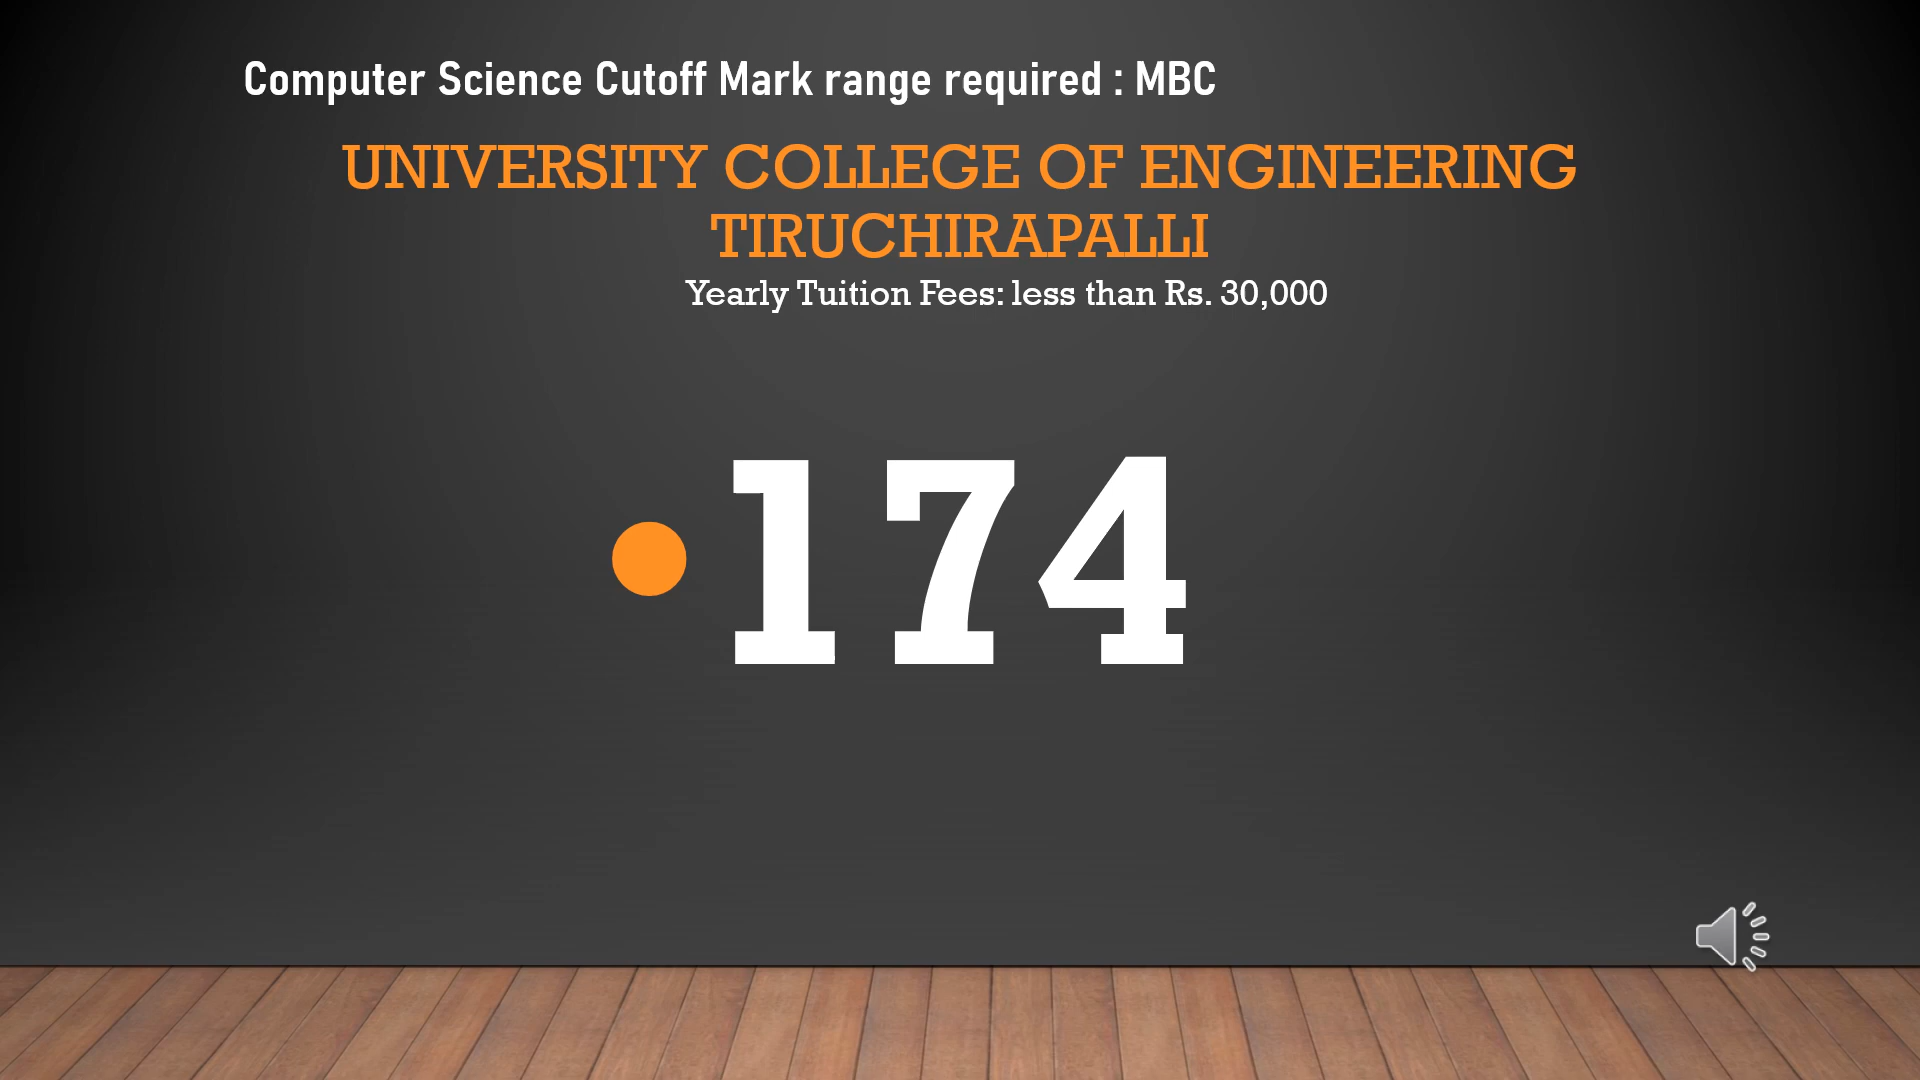 Computer Science Cutoff Mark range required : MBC
UNIVERSITY COLLEGE OF ENGINEERING
TIRUCHIRAPALLI
Yearly Tuition Fees: less than Rs. 30,000
174